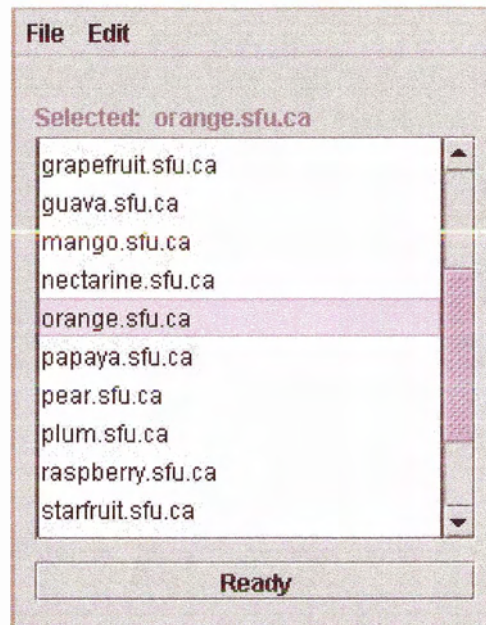 File Edit
Selected: orange.sfu.ca
grapefruit.sfu.ca
guava.sfu.ca
mango.sfu.ca
nectarine.sfu.ca
orange.sfu.ca
papaya.sfu.ca
pear.sfu.ca
plum.sfu.ca
raspberry.sfu.ca
starfruit.sfu.ca
Ready